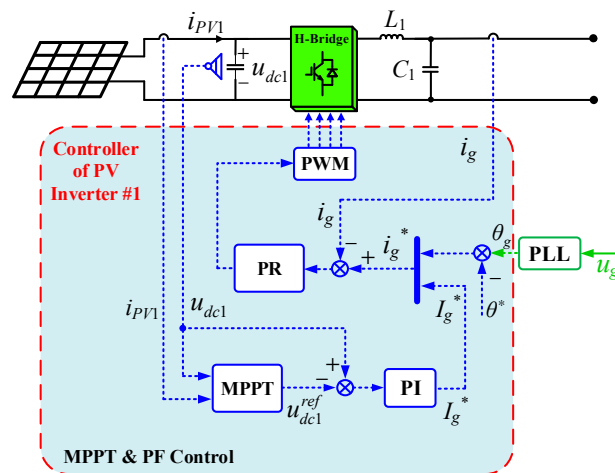 i_PV1
H-Bridge
L_1
+
−
u_dc1
C_1
Controller
of PV
Inverter #1
PWM
i_g
i_g
−
+
i_g^*
θ_g
PLL
u_g
PR
−
θ^*
i_PV1
u_dc1
I_g^*
+
MPPT
−
PI
u_dc1^ref
I_g^*
MPPT & PF Control